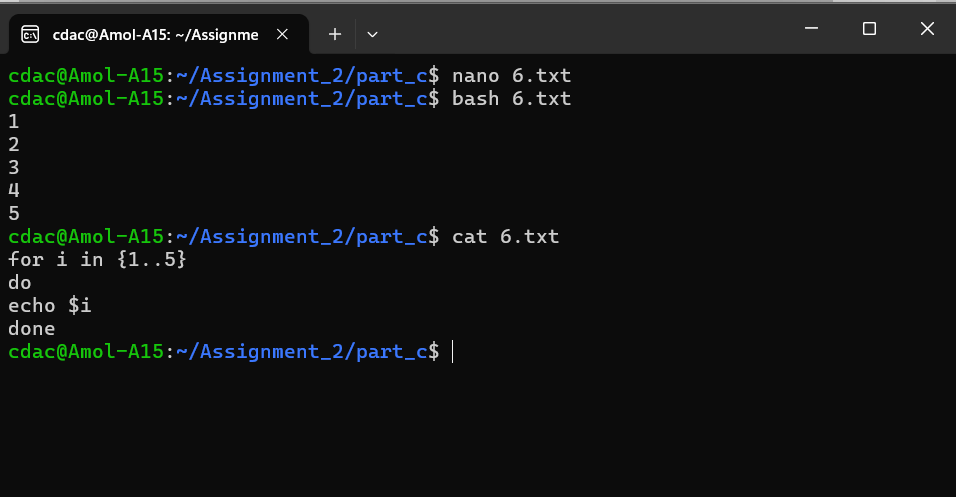 cdac@Amol-A15: ~/Assignme
cdac@Amol-A15:~/Assignment_2/part_c$ nano 6.txt
cdac@Amol-A15:~/Assignment_2/part_c$ bash 6.txt
1
2
3
4
5
cdac@Amol-A15:~/Assignment_2/part_c$ cat 6.txt
for i in {1..5}
do
echo $i
done
cdac@Amol-A15:~/Assignment_2/part_c$